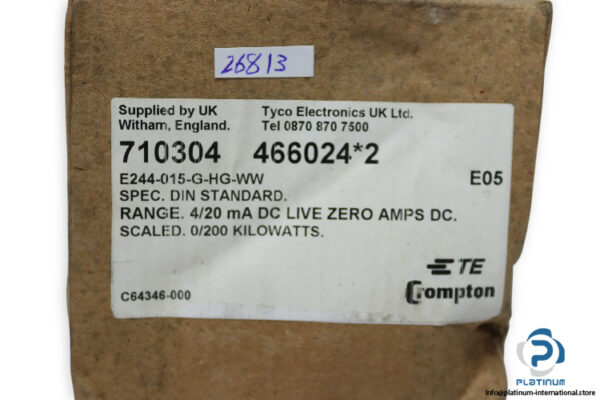 26813
Supplied by UK Tyco Electronics UK Ltd.
Witham, England. Tel 0870 870 7500
710304 466024*2
E244-015-G-HG-WW E05
SPEC. DIN STANDARD.
RANGE. 4/20 mA DC LIVE ZERO AMPS DC.
SCALED. 0/200 KILOWATTS.
TE
C64346-000 Crompton
PLATINUM
Info@platinum-international.store